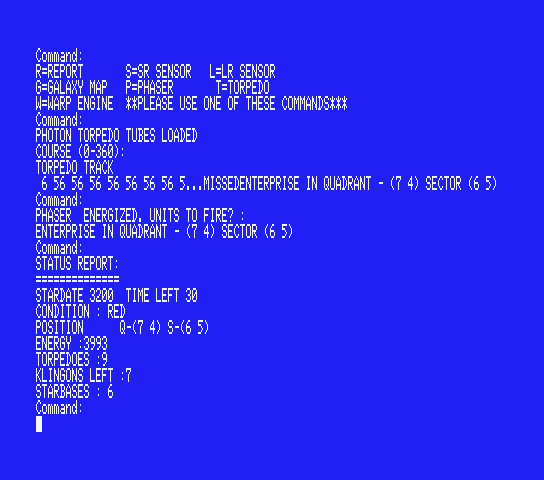 Command:
R=REPORT S=SR SENSOR L=LR SENSOR
G=GALAXY MAP P=PHASER T=TORPEDO
W=WARP ENGINE **PLEASE USE ONE OF THESE COMMANDS***
Command:
PHOTON TORPEDO TUBES LOADED
COURSE (0-360):
TORPEDO TRACK
6 56 56 56 56 56 56 56 5...MISSEDENTERPRISE IN QUADRANT - (7 4) SECTOR (6 5)
Command:
PHASER ENERGIZED. UNITS TO FIRE? :
ENTERPRISE IN QUADRANT - (7 4) SECTOR (6 5)
Command:
STATUS REPORT:
==============
STARDATE 3200 TIME LEFT 30
CONDITION : RED
POSITION Q-(7 4) S-(6 5)
ENERGY :3993
TORPEDOES :9
KLINGONS LEFT :7
STARBASES : 6
Command: